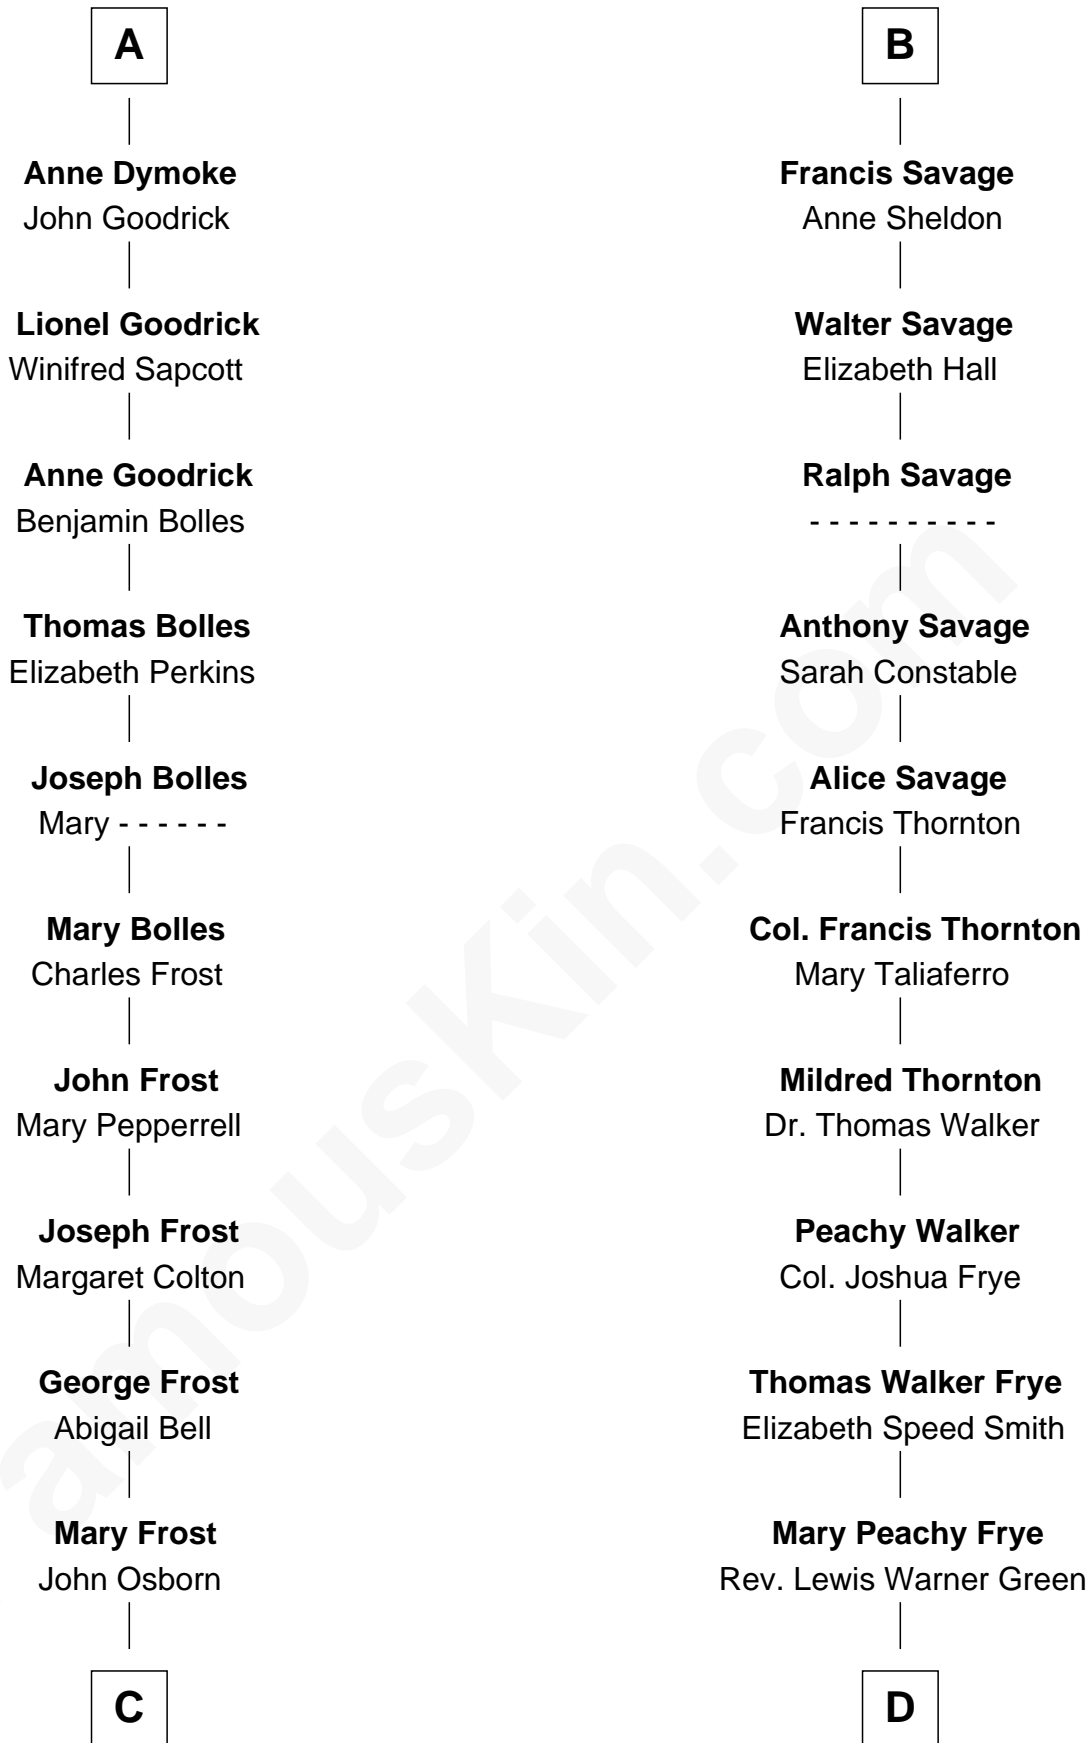 A
Anne Dymoke
John Goodrick
Lionel Goodrick
Winifred Sapcott
Anne Goodrick
Benjamin Bolles
Thomas Bolles
Elizabeth Perkins
Joseph Bolles
Mary - - - - - -
Mary Bolles
Charles Frost
John Frost
Mary Pepperrell
Joseph Frost
Margaret Colton
George Frost
Abigail Bell
Mary Frost
John Osborn
C
B
Francis Savage
Anne Sheldon
Walter Savage
Elizabeth Hall
Ralph Savage
- - - - - - - - - -
Anthony Savage
Sarah Constable
Alice Savage
Francis Thornton
Col. Francis Thornton
Mary Taliaferro
Mildred Thornton
Dr. Thomas Walker
Peachy Walker
Col. Joshua Frye
Thomas Walker Frye
Elizabeth Speed Smith
Mary Peachy Frye
Rev. Lewis Warner Green
D
amousKin.com